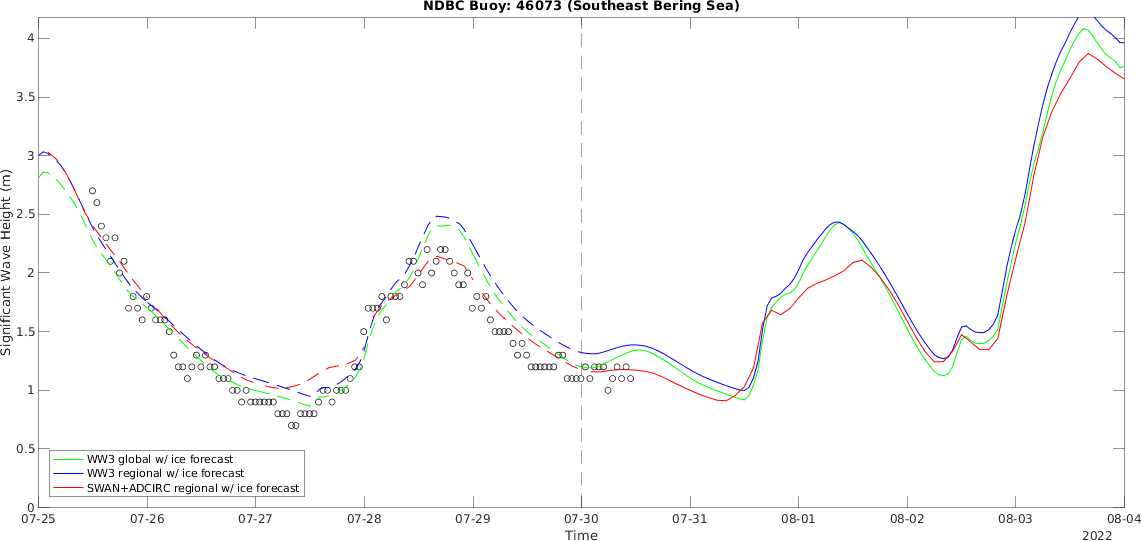 NDBC Buoy: 46073 (Southeast Bering Sea)
Significant Wave Height (m)
4
3.5
3
2.5
2
1.5
1
0.5
0
WW3 global w/ ice forecast
WW3 regional w/ ice forecast
SWAN+ADCIRC regional w/ ice forecast
07-25 07-26 07-27 07-28 07-29 07-30 07-31 08-01 08-02 08-03 08-04
Time
2022